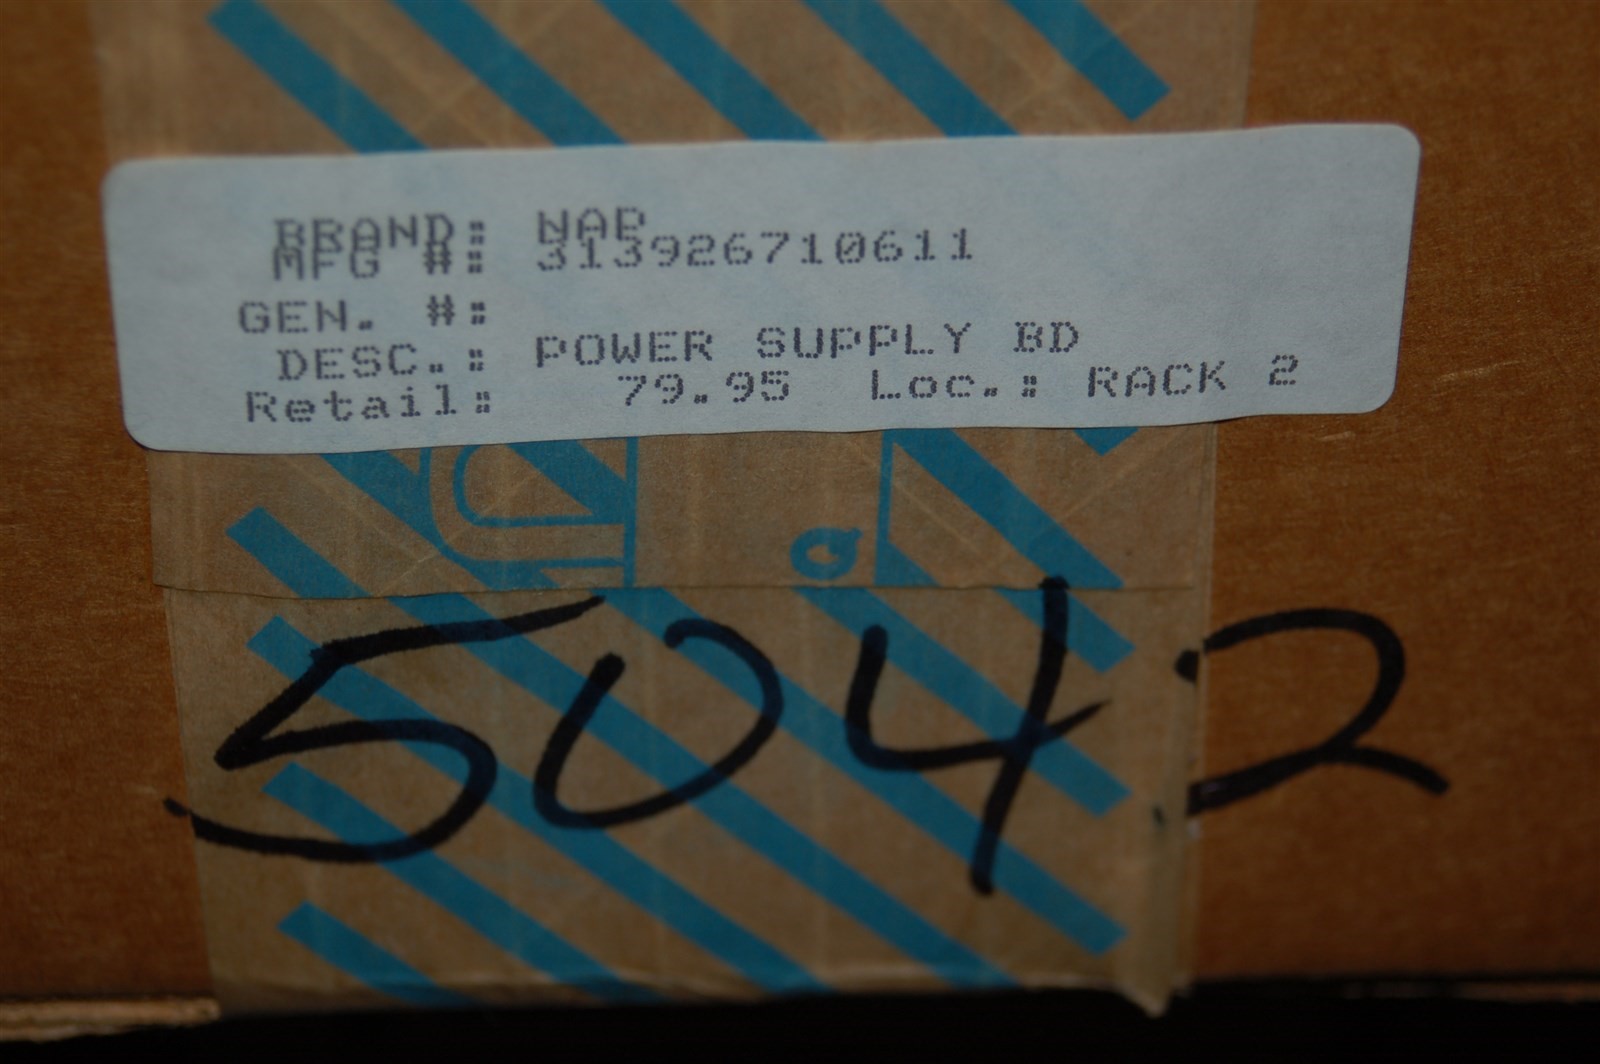 BRAND: NAP
MFG #: 313926710611
GEN. #:
DESC.: POWER SUPPLY BD
Retail: 79.95 Loc.: RACK 2
5042